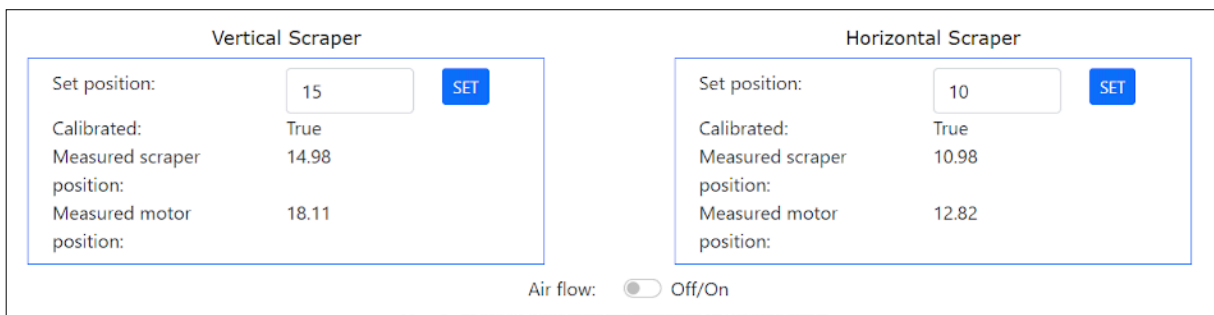 Vertical Scraper
Set position: 15 SET
Calibrated: True
Measured scraper 14.98
position:
Measured motor 18.11
position:
Horizontal Scraper
Set position: 10 SET
Calibrated: True
Measured scraper 10.98
position:
Measured motor 12.82
position:
Air flow: Off/On